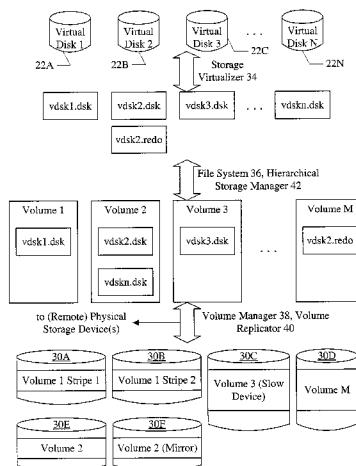 Virtual Disk 1
Virtual Disk 2
Virtual Disk 3
Virtual Disk N
. . .
22A
22B
22C
22N
Storage
Virtualizer 34
vdsk1.dsk
vdsk2.dsk
vdsk3.dsk
. . .
vdskn.dsk
vdsk2.redo
File System 36, Hierarchical
Storage Manager 42
Volume 1
Volume 2
Volume 3
Volume M
vdsk1.dsk
vdsk2.dsk
vdsk3.dsk
vdsk2.redo
. . .
vdskn.dsk
to (Remote) Physical
Storage Device(s)
Volume Manager 38, Volume
Replicator 40
30A
30B
30C
30D
Volume 1 Stripe 1
Volume 1 Stripe 2
Volume 3 (Slow
Device)
Volume M
30E
30F
Volume 2
Volume 2 (Mirror)